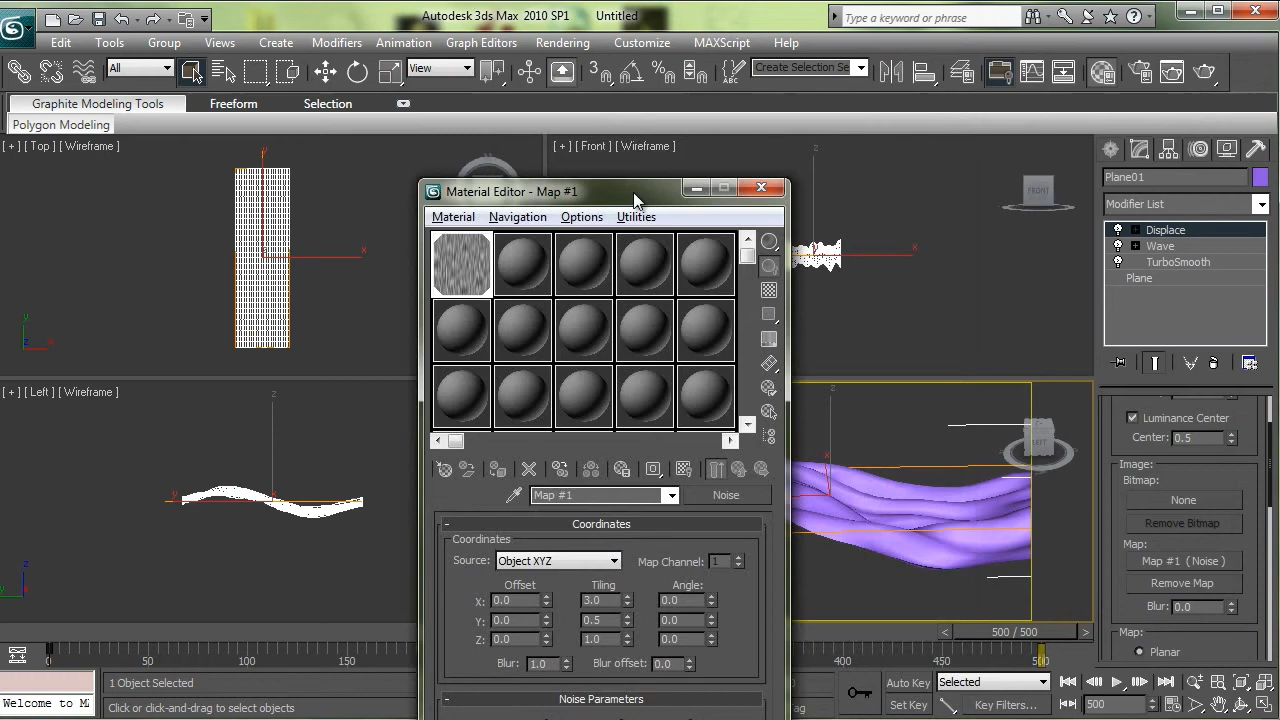 Autodesk 3ds Max 2010 SP1 Untitled
Type a keyword or phrase
Edit Tools Group Views Create Modifiers Animation Graph Editors Rendering Customize MAXScript Help
All View Create Selection Se
Graphite Modeling Tools Freeform Selection
Polygon Modeling
[ + ] [ Top ] [ Wireframe ]
[ + ] [ Front ] [ Wireframe ]
y
x
y
z x
z
x
FRONT
Plane01
Modifier List
Displace
Wave
TurboSmooth
Plane
Material Editor - Map #1
Material Navigation Options Utilities
Map #1 Noise
- Coordinates
Coordinates
Source: Object XYZ Map Channel: 1
Offset Tiling Angle:
X: 0.0 3.0 0.0
Y: 0.0 0.5 0.0
Z: 0.0 1.0 0.0
Blur: 1.0 Blur offset: 0.0
- Noise Parameters
[ + ] [ Left ] [ Wireframe ]
z
y
z
y
z
x
LEFT
Luminance Center
Center: 0.5
Image:
Bitmap:
None
Remove Bitmap
Map:
Map #1 ( Noise )
Remove Map
Blur: 0.0
Map:
Planar
500 / 500
0 50 100 150 400 450 500
Welcome to M
1 Object Selected
Click or click-and-drag to select objects
Auto Key Selected
Set Key Key Filters...
500